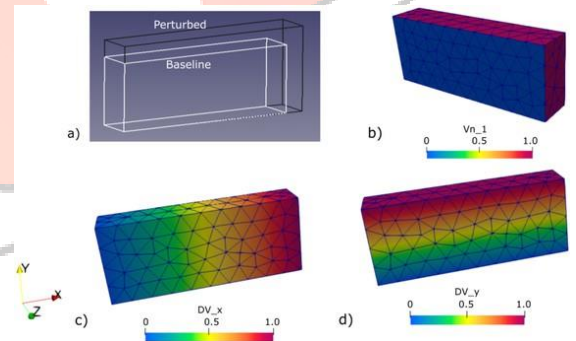 Perturbed
Baseline
a)
b)
Vn_1
0 0.5 1.0
Y
X
Z
c)
DV_x
0 0.5 1.0
d)
DV_y
0 0.5 1.0